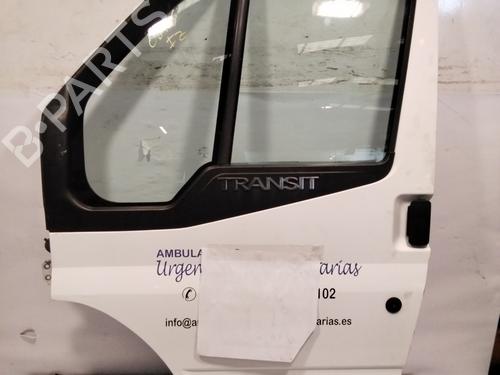 B-PARTS
TRANSIT
AMBULA
Urgen arias
102
info@a arias.es